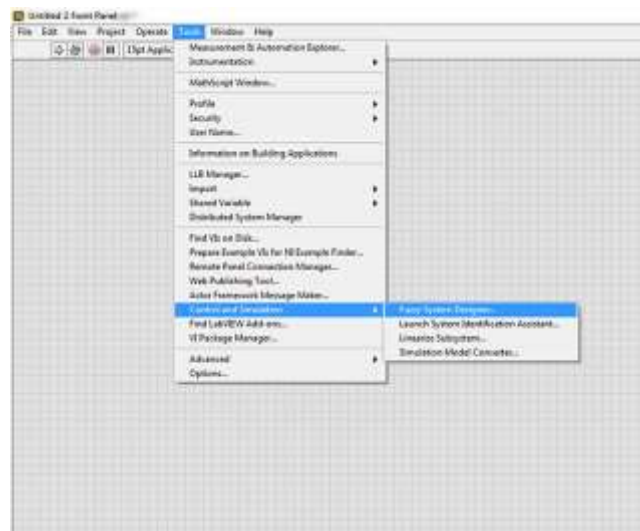 Untitled 2 Front Panel
File Edit View Project Operate Tools Window Help
13pt Applic
Measurement & Automation Explorer...
Instrumentation
MathScript Window...
Profile
Security
User Name...
Information on Building Applications
LLB Manager...
Import
Shared Variable
Distributed System Manager
Find VIs on Disk...
Prepare Example VIs for NI Example Finder...
Remote Panel Connection Manager...
Web Publishing Tool...
Actor Framework Message Maker...
Control and Simulation
Fuzzy System Designer...
Find LabVIEW Add-ons...
Launch System Identification Assistant...
VI Package Manager...
Linearize Subsystem...
Simulation Model Converter...
Advanced
Options...